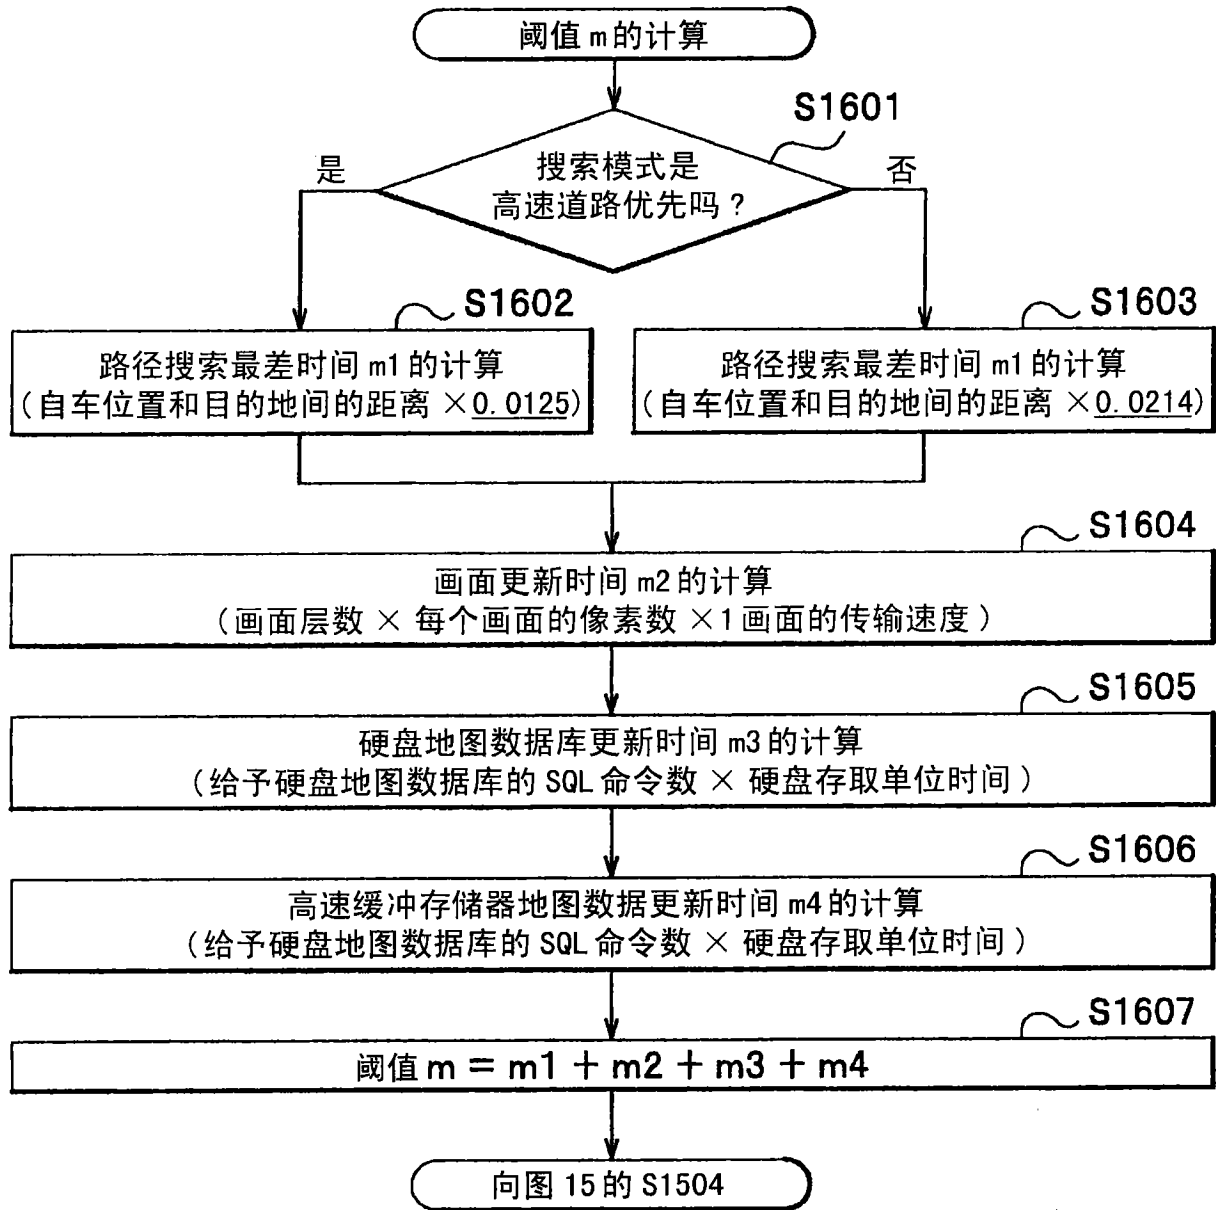 阈值 m 的计算
S1601
搜索模式是
高速道路优先吗？
是
否
S1602
路径搜索最差时间 m1 的计算
（自车位置和目的地间的距离 ×0.0125）
S1603
路径搜索最差时间 m1 的计算
（自车位置和目的地间的距离 ×0.0214）
S1604
画面更新时间 m2 的计算
（画面层数 × 每个画面的像素数 ×1画面的传输速度）
S1605
硬盘地图数据库更新时间 m3 的计算
（给予硬盘地图数据库的 SQL 命令数 × 硬盘存取单位时间）
S1606
高速缓冲存储器地图数据更新时间 m4 的计算
（给予硬盘地图数据库的 SQL 命令数 × 硬盘存取单位时间）
S1607
阈值 m = m1 + m2 + m3 + m4
向图 15 的 S1504